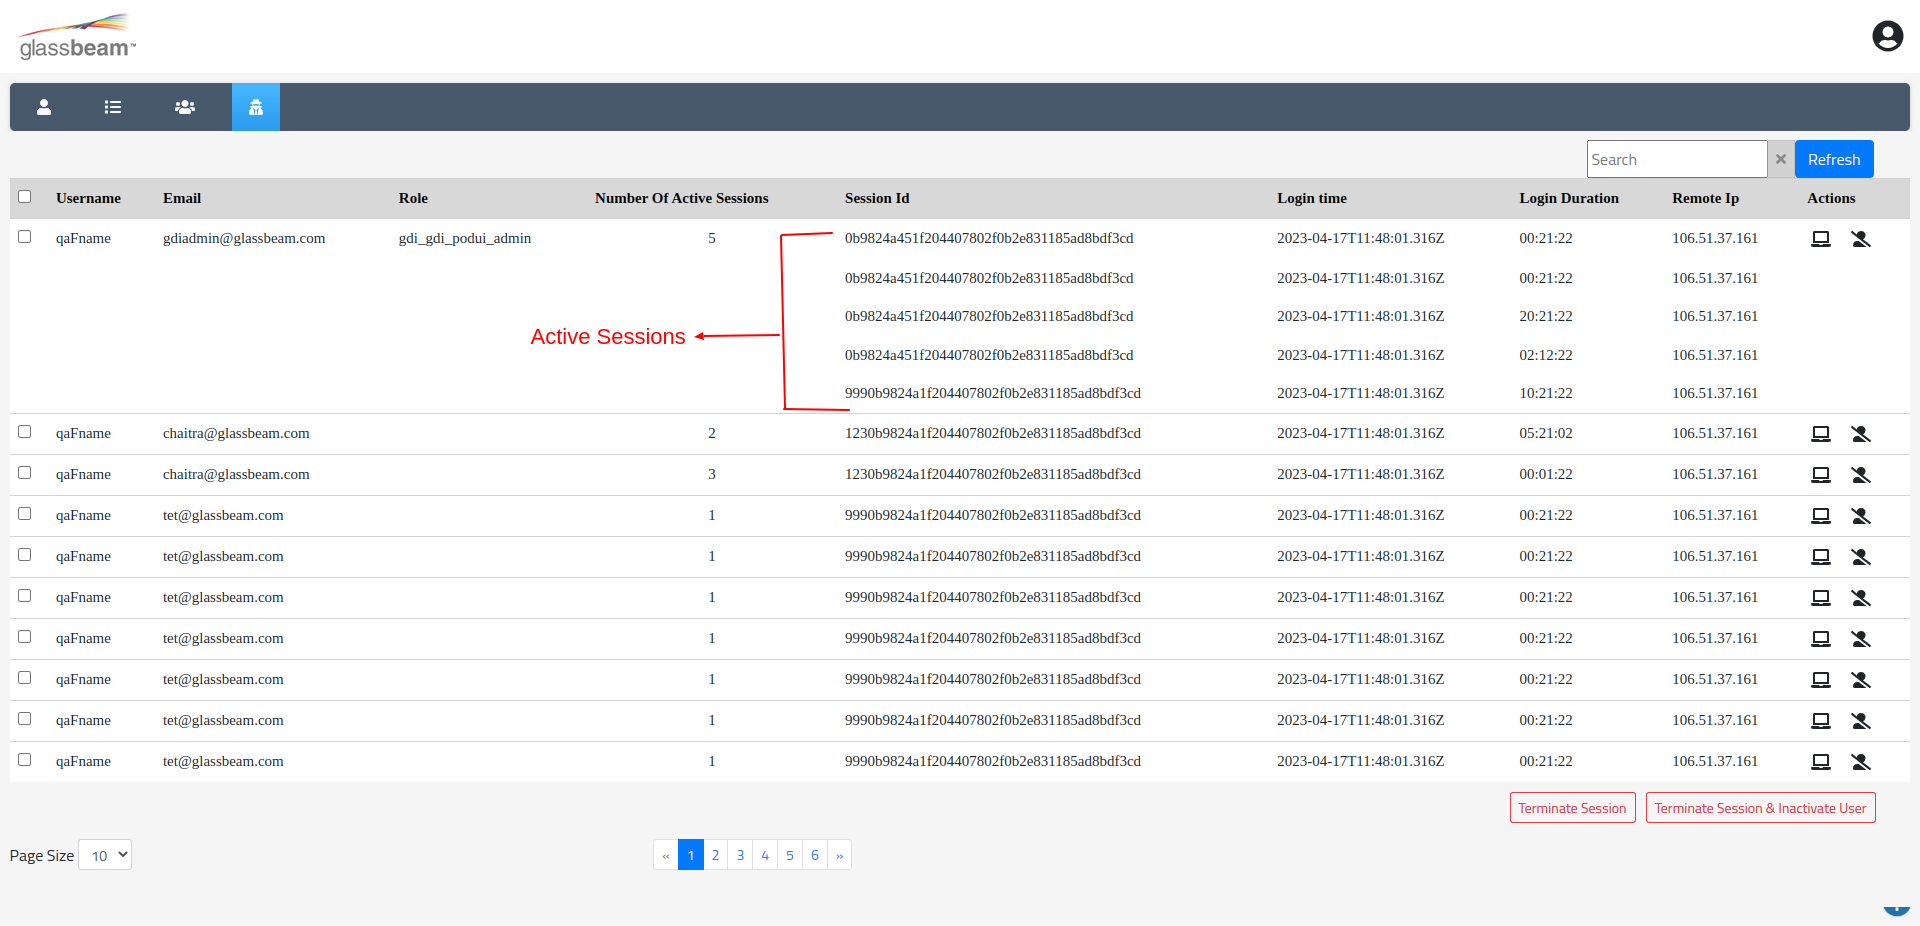 glassbeam™
Search × Refresh
Username Email Role Number Of Active Sessions Session Id Login time Login Duration Remote Ip Actions
qaFname gdiadmin@glassbeam.com gdi_gdi_podui_admin 5 0b9824a451f204407802f0b2e831185ad8bdf3cd 2023-04-17T11:48:01.316Z 00:21:22 106.51.37.161
0b9824a451f204407802f0b2e831185ad8bdf3cd 2023-04-17T11:48:01.316Z 00:21:22 106.51.37.161
0b9824a451f204407802f0b2e831185ad8bdf3cd 2023-04-17T11:48:01.316Z 20:21:22 106.51.37.161
Active Sessions
0b9824a451f204407802f0b2e831185ad8bdf3cd 2023-04-17T11:48:01.316Z 02:12:22 106.51.37.161
9990b9824a1f204407802f0b2e831185ad8bdf3cd 2023-04-17T11:48:01.316Z 10:21:22 106.51.37.161
qaFname chaitra@glassbeam.com 2 1230b9824a1f204407802f0b2e831185ad8bdf3cd 2023-04-17T11:48:01.316Z 05:21:02 106.51.37.161
qaFname chaitra@glassbeam.com 3 1230b9824a1f204407802f0b2e831185ad8bdf3cd 2023-04-17T11:48:01.316Z 00:01:22 106.51.37.161
qaFname tet@glassbeam.com 1 9990b9824a1f204407802f0b2e831185ad8bdf3cd 2023-04-17T11:48:01.316Z 00:21:22 106.51.37.161
qaFname tet@glassbeam.com 1 9990b9824a1f204407802f0b2e831185ad8bdf3cd 2023-04-17T11:48:01.316Z 00:21:22 106.51.37.161
qaFname tet@glassbeam.com 1 9990b9824a1f204407802f0b2e831185ad8bdf3cd 2023-04-17T11:48:01.316Z 00:21:22 106.51.37.161
qaFname tet@glassbeam.com 1 9990b9824a1f204407802f0b2e831185ad8bdf3cd 2023-04-17T11:48:01.316Z 00:21:22 106.51.37.161
qaFname tet@glassbeam.com 1 9990b9824a1f204407802f0b2e831185ad8bdf3cd 2023-04-17T11:48:01.316Z 00:21:22 106.51.37.161
qaFname tet@glassbeam.com 1 9990b9824a1f204407802f0b2e831185ad8bdf3cd 2023-04-17T11:48:01.316Z 00:21:22 106.51.37.161
qaFname tet@glassbeam.com 1 9990b9824a1f204407802f0b2e831185ad8bdf3cd 2023-04-17T11:48:01.316Z 00:21:22 106.51.37.161
Terminate Session Terminate Session & Inactivate User
Page Size 10 « 1 2 3 4 5 6 »